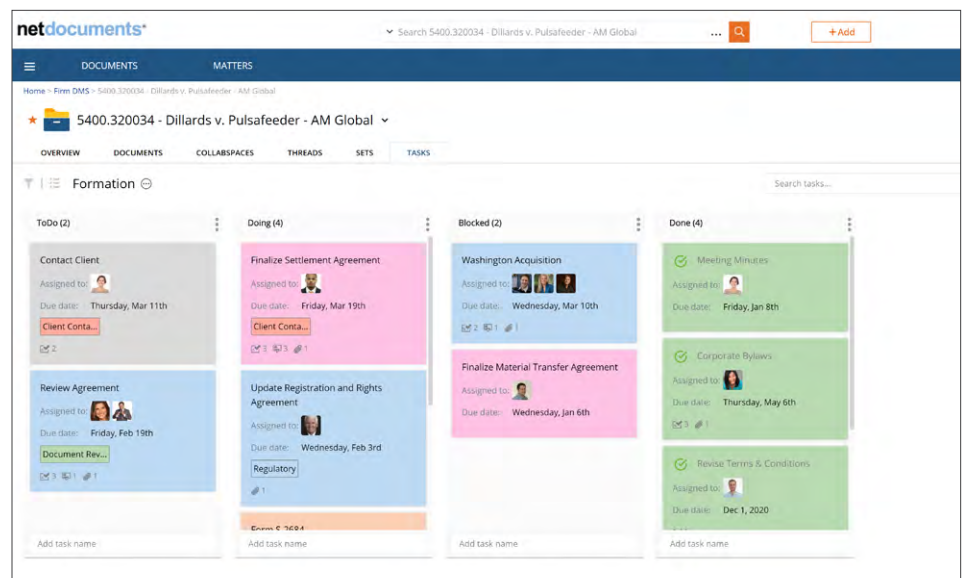 netdocuments
Search 5400.320034 - Dillards v. Pulsafeeder - AM Global ...
+Add
DOCUMENTS MATTERS
Home > Firm DMS > 5400.320034 - Dillards v. Pulsafeeder - AM Global
5400.320034 - Dillards v. Pulsafeeder - AM Global
OVERVIEW DOCUMENTS COLLABSPACES THREADS SETS TASKS
Formation
Search tasks...
ToDo (2)
Contact Client
Assigned to:
Due date: Thursday, Mar 11th
Client Conta...
2
Review Agreement
Assigned to:
Due date: Friday, Feb 19th
Document Rev...
3 1 1
Add task name
Doing (4)
Finalize Settlement Agreement
Assigned to:
Due date: Friday, Mar 19th
Client Conta...
3 3 1
Update Registration and Rights
Agreement
Assigned to:
Due date: Wednesday, Feb 3rd
Regulatory
1
Form S-2684
Add task name
Blocked (2)
Washington Acquisition
Assigned to:
Due date: Wednesday, Mar 10th
2 1 1
Finalize Material Transfer Agreement
Assigned to:
Due date: Wednesday, Jan 6th
Add task name
Done (4)
Meeting Minutes
Assigned to:
Due date: Friday, Jan 8th
Corporate Bylaws
Assigned to:
Due date: Thursday, May 6th
3 1
Revise Terms & Conditions
Assigned to:
Due date: Dec 1, 2020
Add task name